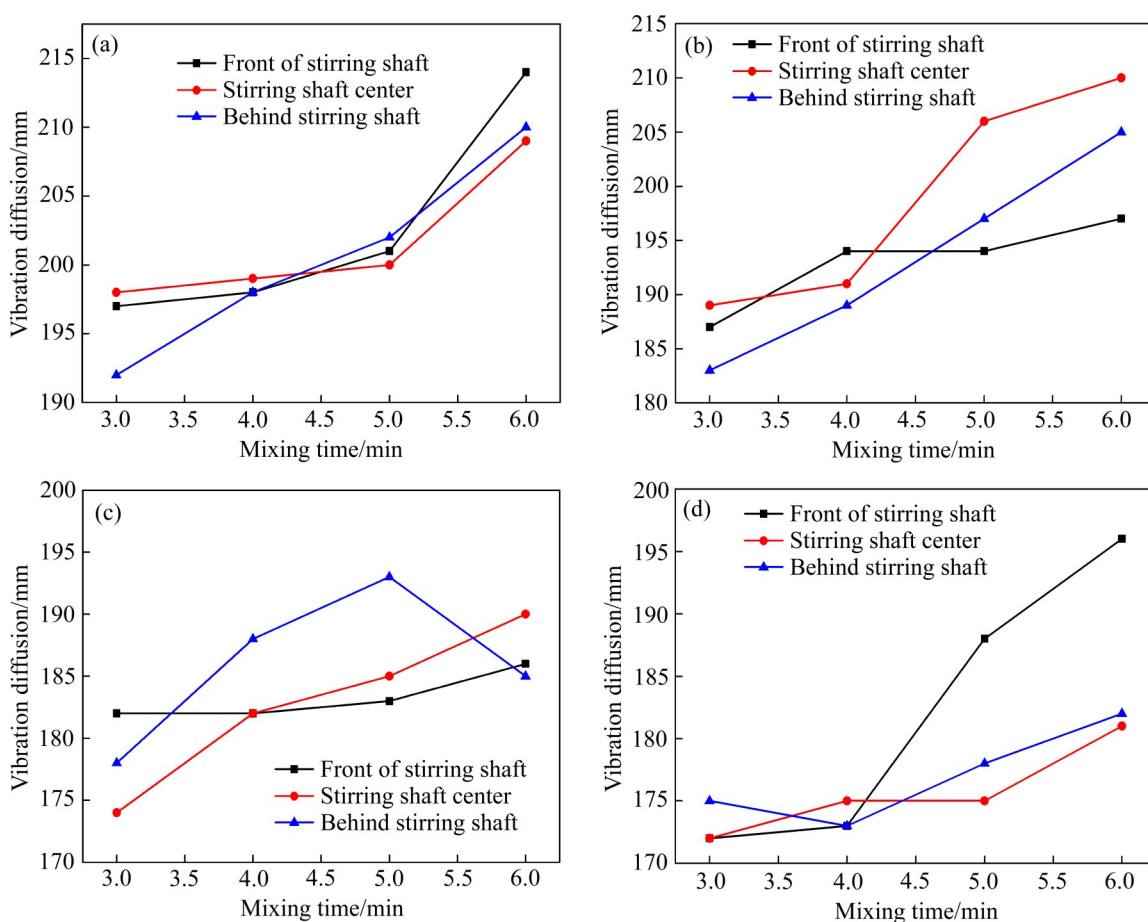 (a)
Front of stirring shaft
Stirring shaft center
Behind stirring shaft
215
210
205
200
195
190
Vibration diffusion/mm
3.0 3.5 4.0 4.5 5.0 5.5 6.0
Mixing time/min
(b)
Front of stirring shaft
Stirring shaft center
Behind stirring shaft
215
210
205
200
195
190
185
180
Vibration diffusion/mm
3.0 3.5 4.0 4.5 5.0 5.5 6.0
Mixing time/min
(c)
200
195
190
185
180
175
170
Vibration diffusion/mm
Front of stirring shaft
Stirring shaft center
Behind stirring shaft
3.0 3.5 4.0 4.5 5.0 5.5 6.0
Mixing time/min
(d)
Front of stirring shaft
Stirring shaft center
Behind stirring shaft
200
195
190
185
180
175
170
Vibration diffusion/mm
3.0 3.5 4.0 4.5 5.0 5.5 6.0
Mixing time/min